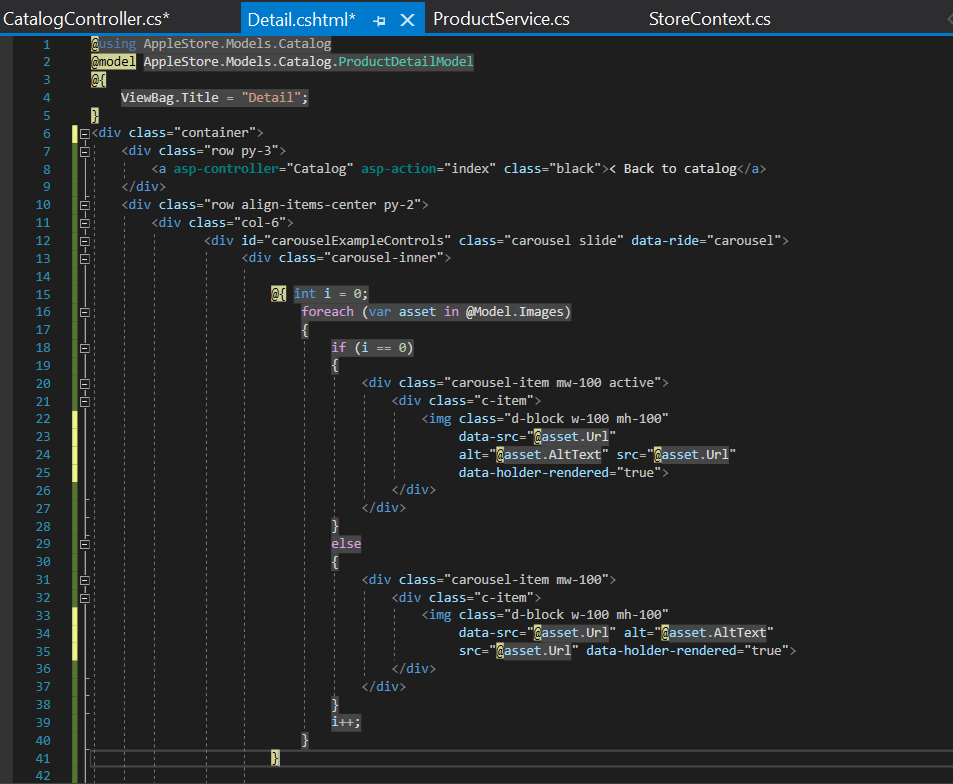 CatalogController.cs* Detail.cshtml* ProductService.cs StoreContext.cs
1 @using AppleStore.Models.Catalog
2 @model AppleStore.Models.Catalog.ProductDetailModel
3 @{
4 ViewBag.Title = "Detail";
5 }
6 <div class="container">
7 <div class="row py-3">
8 <a asp-controller="Catalog" asp-action="index" class="black">< Back to catalog</a>
9 </div>
10 <div class="row align-items-center py-2">
11 <div class="col-6">
12 <div id="carouselExampleControls" class="carousel slide" data-ride="carousel">
13 <div class="carousel-inner">
14
15 @{ int i = 0;
16 foreach (var asset in @Model.Images)
17 {
18 if (i == 0)
19 {
20 <div class="carousel-item mw-100 active">
21 <div class="c-item">
22 <img class="d-block w-100 mh-100"
23 data-src="@asset.Url"
24 alt="@asset.AltText" src="@asset.Url"
25 data-holder-rendered="true">
26 </div>
27 </div>
28 }
29 else
30 {
31 <div class="carousel-item mw-100">
32 <div class="c-item">
33 <img class="d-block w-100 mh-100"
34 data-src="@asset.Url" alt="@asset.AltText"
35 src="@asset.Url" data-holder-rendered="true">
36 </div>
37 </div>
38 }
39 i++;
40 }
41 }
42